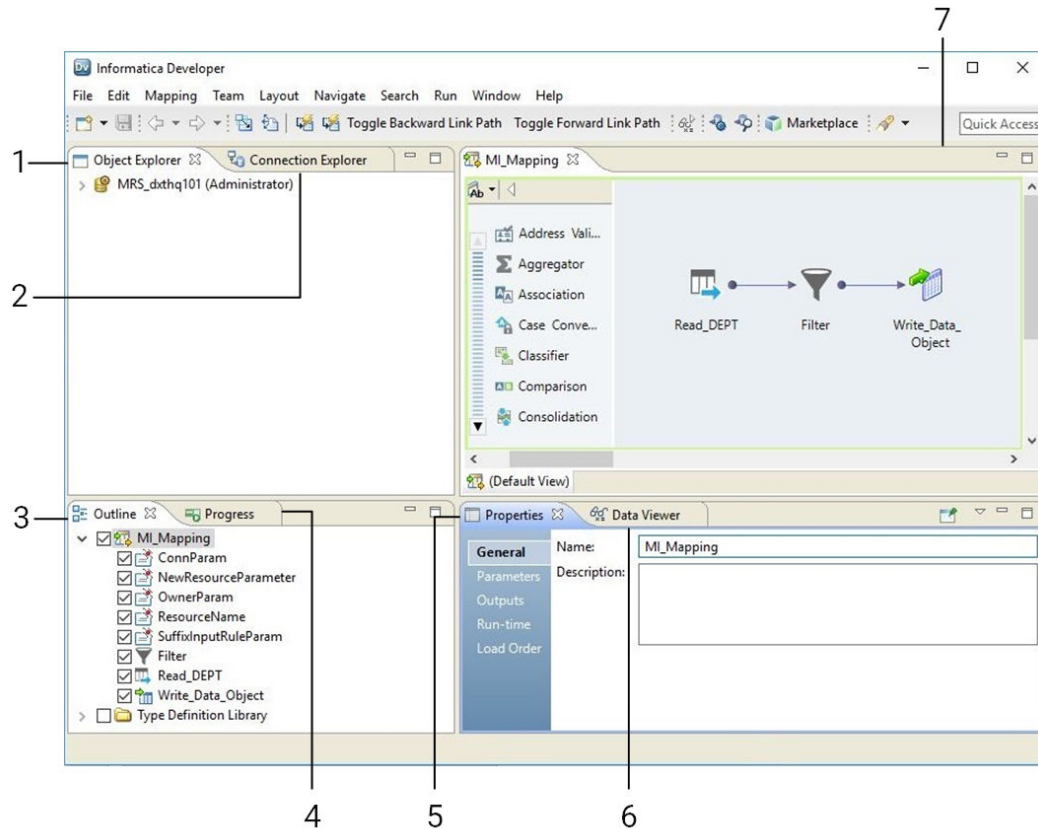 7
Informatica Developer
File Edit Mapping Team Layout Navigate Search Run Window Help
Toggle Backward Link Path Toggle Forward Link Path Marketplace Quick Access
1
Object Explorer Connection Explorer
MRS_dxthq101 (Administrator)
2
MI_Mapping
Ab
Address Vali...
Aggregator
Association
Case Conve...
Classifier
Comparison
Consolidation
Read_DEPT Filter Write_Data_
Object
(Default View)
3
Outline Progress
MI_Mapping
ConnParam
NewResourceParameter
OwnerParam
ResourceName
SuffixInputRuleParam
Filter
Read_DEPT
Write_Data_Object
Type Definition Library
Properties Data Viewer
General
Parameters
Outputs
Run-time
Load Order
Name: MI_Mapping
Description:
4 5 6